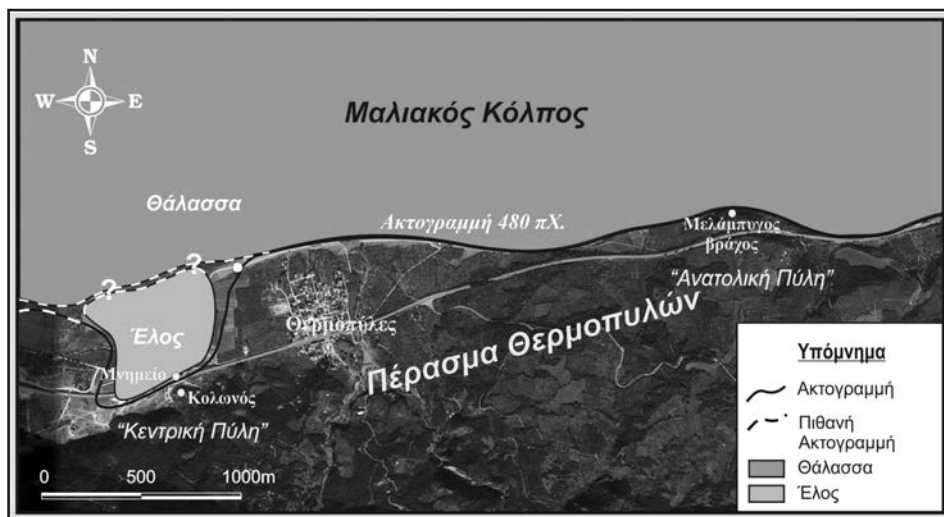 N
W E
S
Μαλιακός Κόλπος
Θάλασσα
Ακτογραμμή 480 πΧ.
Μελάμπυγος
βράχος
“Ανατολική Πύλη”
? ?
Έλος
Θερμοπύλες
Πέρασμα Θερμοπυλών
Μνημείο
Κολωνός
“Κεντρική Πύλη”
0 500 1000m
Υπόμνημα
Ακτογραμμή
Πιθανή
Ακτογραμμή
Θάλασσα
Έλος